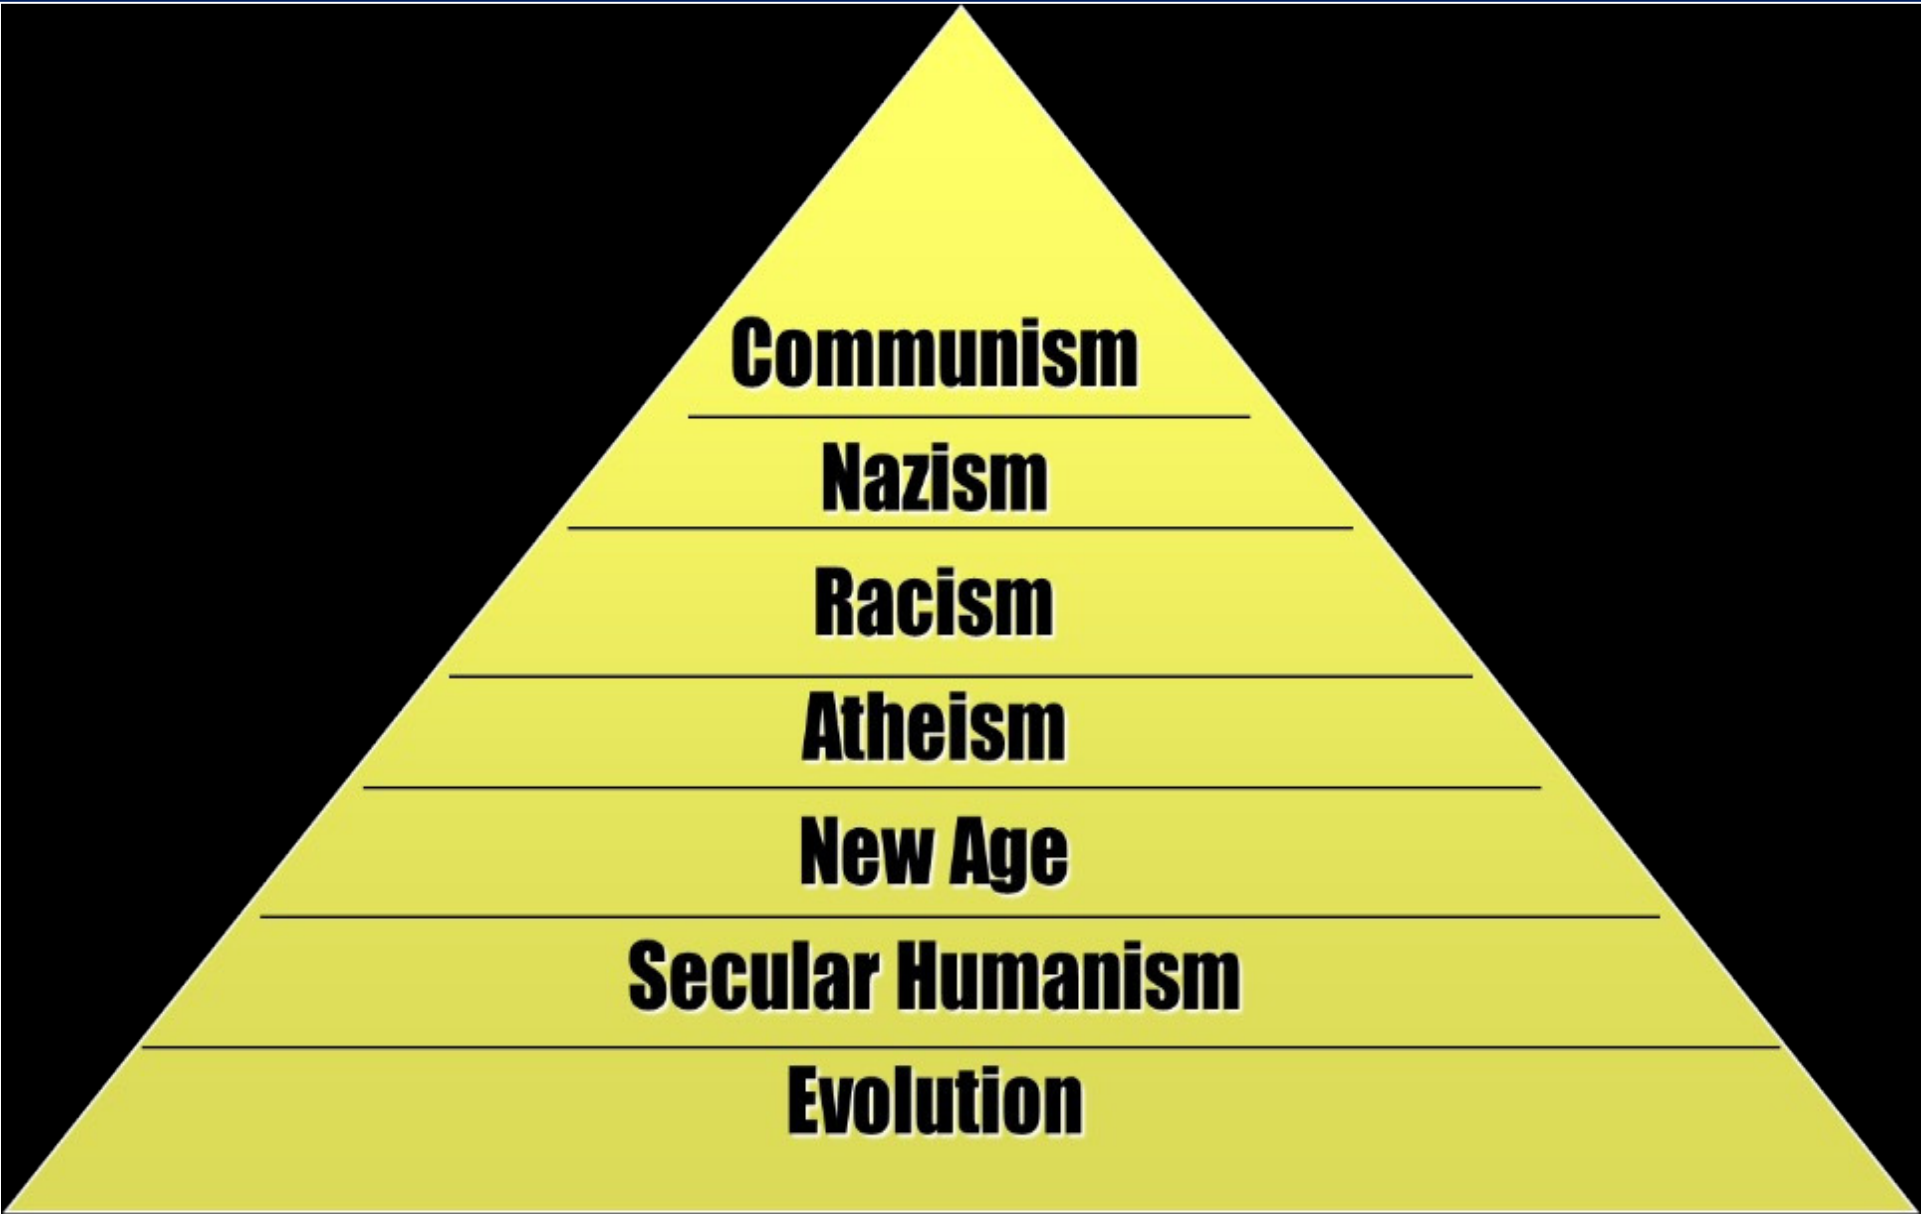 Communism
Nazism
Racism
Atheism
New Age
Secular Humanism
Evolution